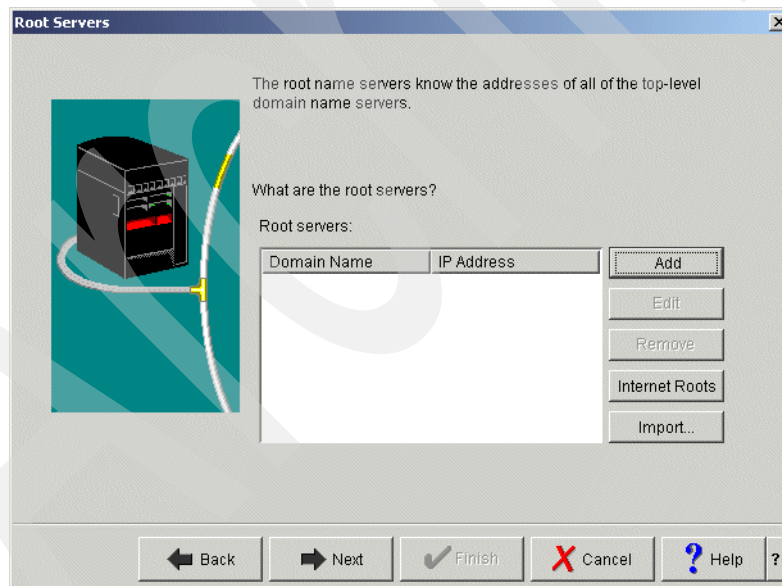 Root Servers
The root name servers know the addresses of all of the top-level
domain name servers.
What are the root servers?
Root servers:
Domain Name IP Address
Add
Edit
Remove
Internet Roots
Import...
Back Next Finish Cancel Help ?